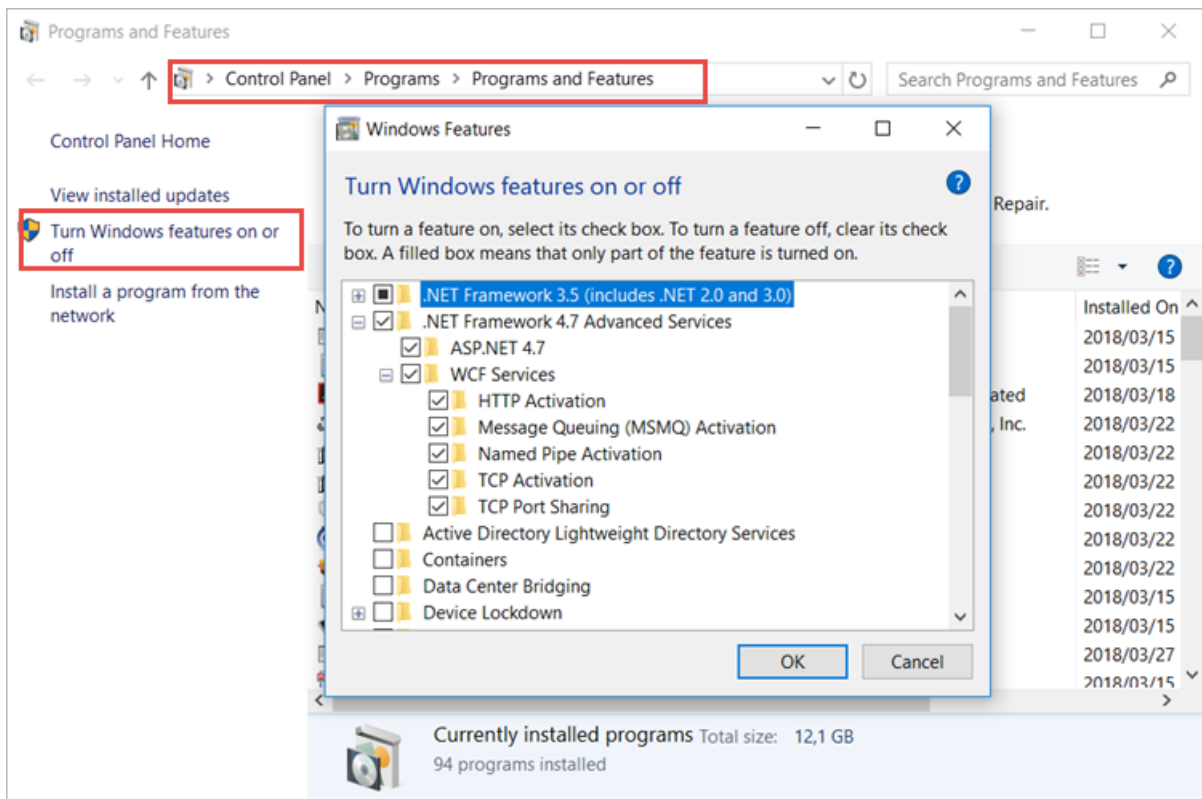 Programs and Features
Control Panel > Programs > Programs and Features
Search Programs and Features
Control Panel Home
View installed updates
Turn Windows features on or
off
Install a program from the
network
Windows Features
Turn Windows features on or off
To turn a feature on, select its check box. To turn a feature off, clear its check
box. A filled box means that only part of the feature is turned on.
.NET Framework 3.5 (includes .NET 2.0 and 3.0)
.NET Framework 4.7 Advanced Services
ASP.NET 4.7
WCF Services
HTTP Activation
Message Queuing (MSMQ) Activation
Named Pipe Activation
TCP Activation
TCP Port Sharing
Active Directory Lightweight Directory Services
Containers
Data Center Bridging
Device Lockdown
OK
Cancel
Repair.
Installed On
2018/03/15
2018/03/15
ated
2018/03/18
, Inc.
2018/03/22
2018/03/22
2018/03/22
2018/03/22
2018/03/22
2018/03/22
2018/03/15
2018/03/15
2018/03/27
2018/03/15
Currently installed programs Total size: 12,1 GB
94 programs installed